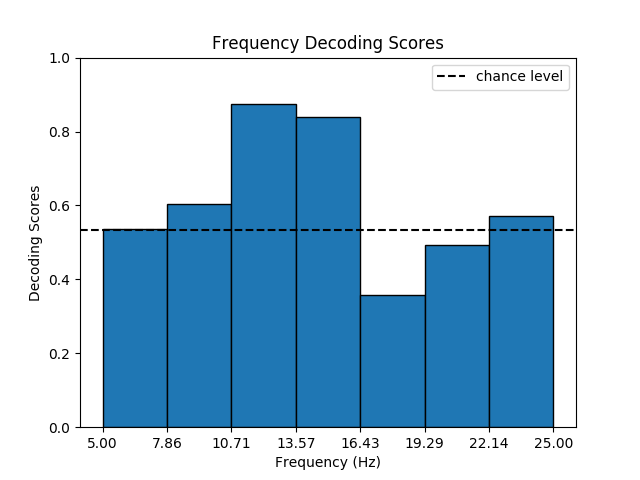 Frequency Decoding Scores
chance level
1.0
0.8
0.6
0.4
0.2
0.0
Decoding Scores
5.00 7.86 10.71 13.57 16.43 19.29 22.14 25.00
Frequency (Hz)